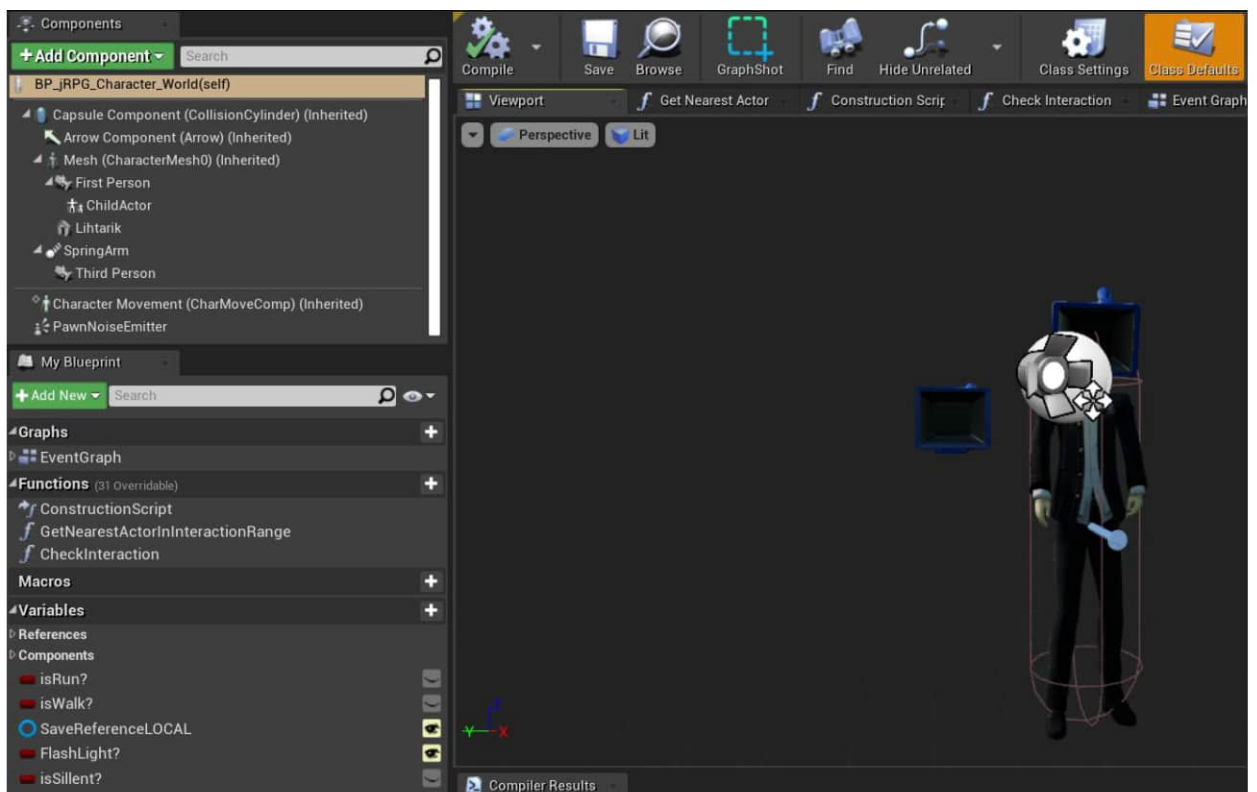 Components
+Add Component
Search
BP_jRPG_Character_World(self)
Capsule Component (CollisionCylinder) (Inherited)
Arrow Component (Arrow) (Inherited)
Mesh (CharacterMesh0) (Inherited)
First Person
ChildActor
Lihtarik
SpringArm
Third Person
Character Movement (CharMoveComp) (Inherited)
PawnNoiseEmitter
My Blueprint
+Add New
Search
Graphs
EventGraph
Functions (31 Overridable)
ConstructionScript
GetNearestActorInInteractionRange
CheckInteraction
Macros
Variables
References
Components
isRun?
isWalk?
SaveReferenceLOCAL
FlashLight?
isSillent?
Compile
Save
Browse
GraphShot
Find
Hide Unrelated
Class Settings
Class Defaults
Viewport
Get Nearest Actor
Construction Scrip
Check Interaction
Event Graph
Perspective
Lit
Y
X
Compiler Results